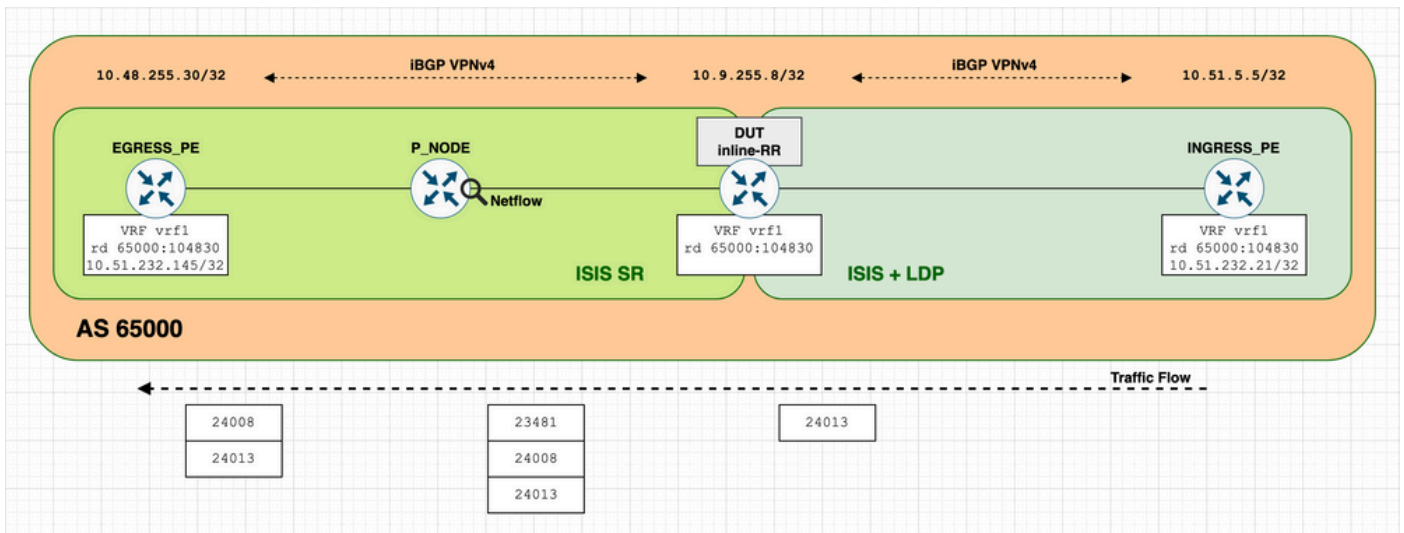 iBGP VPNv4
iBGP VPNv4
10.48.255.30/32
10.9.255.8/32
10.51.5.5/32
EGRESS_PE
P_NODE
DUT
inline-RR
INGRESS_PE
Netflow
VRF vrf1
rd 65000:104830
10.51.232.145/32
VRF vrf1
rd 65000:104830
VRF vrf1
rd 65000:104830
10.51.232.21/32
ISIS SR
ISIS + LDP
AS 65000
Traffic Flow
24008
24013
23481
24008
24013
24013